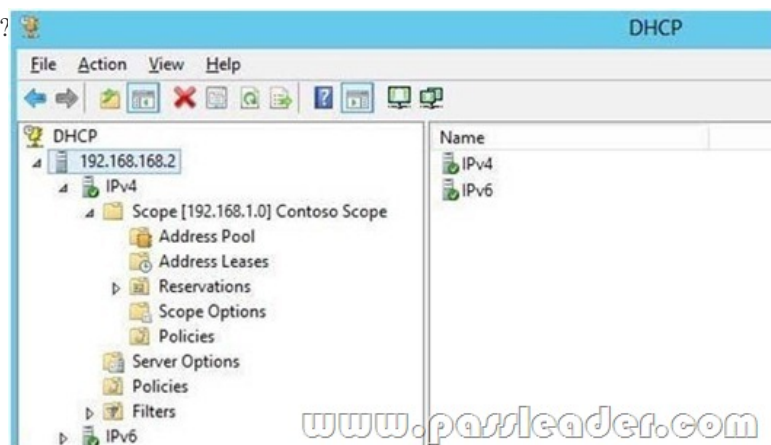 ?
DHCP
File Action View Help
DHCP
192.168.168.2
IPv4
Scope [192.168.1.0] Contoso Scope
Address Pool
Address Leases
Reservations
Scope Options
Policies
Server Options
Policies
Filters
IPv6
Name
IPv4
IPv6
www.passleader.com